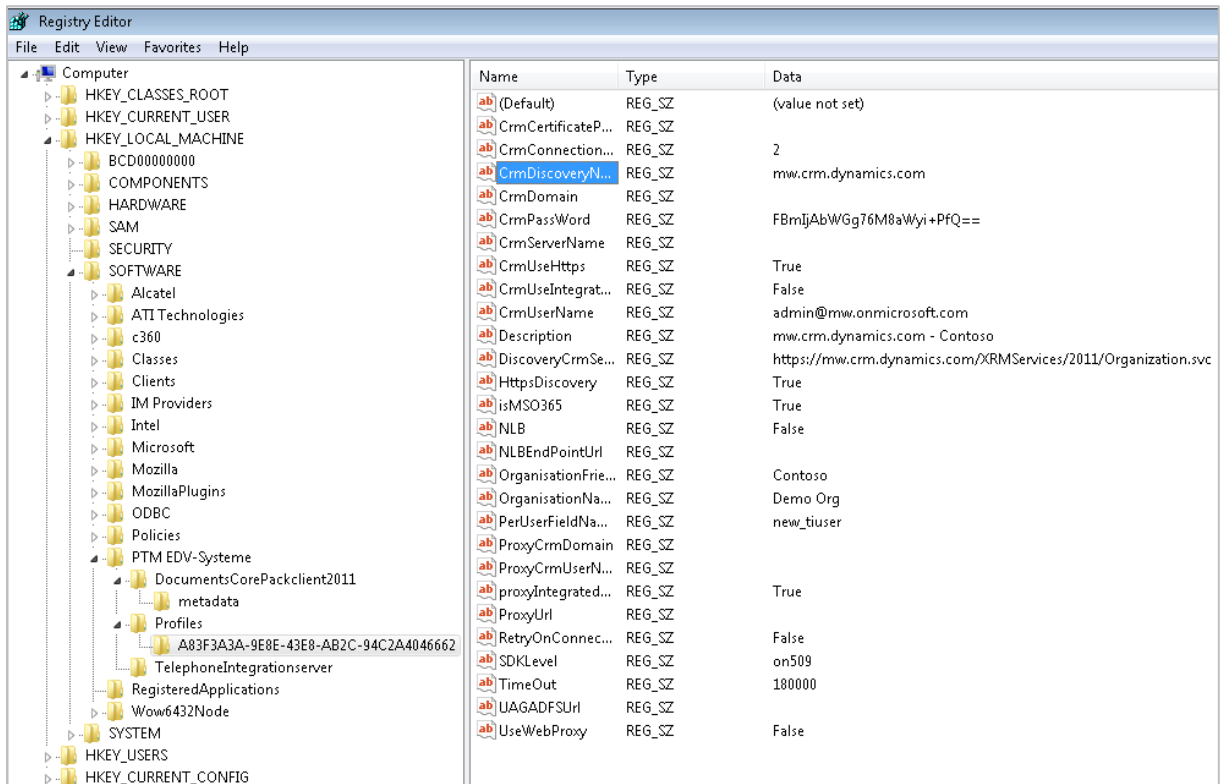 Registry Editor
File Edit View Favorites Help
Computer
HKEY_CLASSES_ROOT
HKEY_CURRENT_USER
HKEY_LOCAL_MACHINE
BCD00000000
COMPONENTS
HARDWARE
SAM
SECURITY
SOFTWARE
Alcatel
ATI Technologies
c360
Classes
Clients
IM Providers
Intel
Microsoft
Mozilla
MozillaPlugins
ODBC
Policies
PTM EDV-Systeme
DocumentsCorePackclient2011
metadata
Profiles
A83F3A3A-9E8E-43E8-AB2C-94C2A4046662
TelephoneIntegrationserver
RegisteredApplications
Wow6432Node
SYSTEM
HKEY_USERS
HKEY_CURRENT_CONFIG
Name Type Data
(Default) REG_SZ (value not set)
CrmCertificateP... REG_SZ
CrmConnection... REG_SZ 2
CrmDiscoveryN... REG_SZ mw.crm.dynamics.com
CrmDomain REG_SZ
CrmPassWord REG_SZ FBmIjAbWGg76M8aWyi+PfQ==
CrmServerName REG_SZ
CrmUseHttps REG_SZ True
CrmUseIntegrat... REG_SZ False
CrmUserName REG_SZ admin@mw.onmicrosoft.com
Description REG_SZ mw.crm.dynamics.com - Contoso
DiscoveryCrmSe... REG_SZ https://mw.crm.dynamics.com/XRMServices/2011/Organization.svc
HttpsDiscovery REG_SZ True
isMSO365 REG_SZ True
NLB REG_SZ False
NLBEndPointUrl REG_SZ
OrganisationFrie... REG_SZ Contoso
OrganisationNa... REG_SZ Demo Org
PerUserFieldNa... REG_SZ new_tiuser
ProxyCrmDomain REG_SZ
ProxyCrmUserN... REG_SZ
proxyIntegrated... REG_SZ True
ProxyUrl REG_SZ
RetryOnConnec... REG_SZ False
SDKLevel REG_SZ on509
TimeOut REG_SZ 180000
UAGADFSUrl REG_SZ
UseWebProxy REG_SZ False